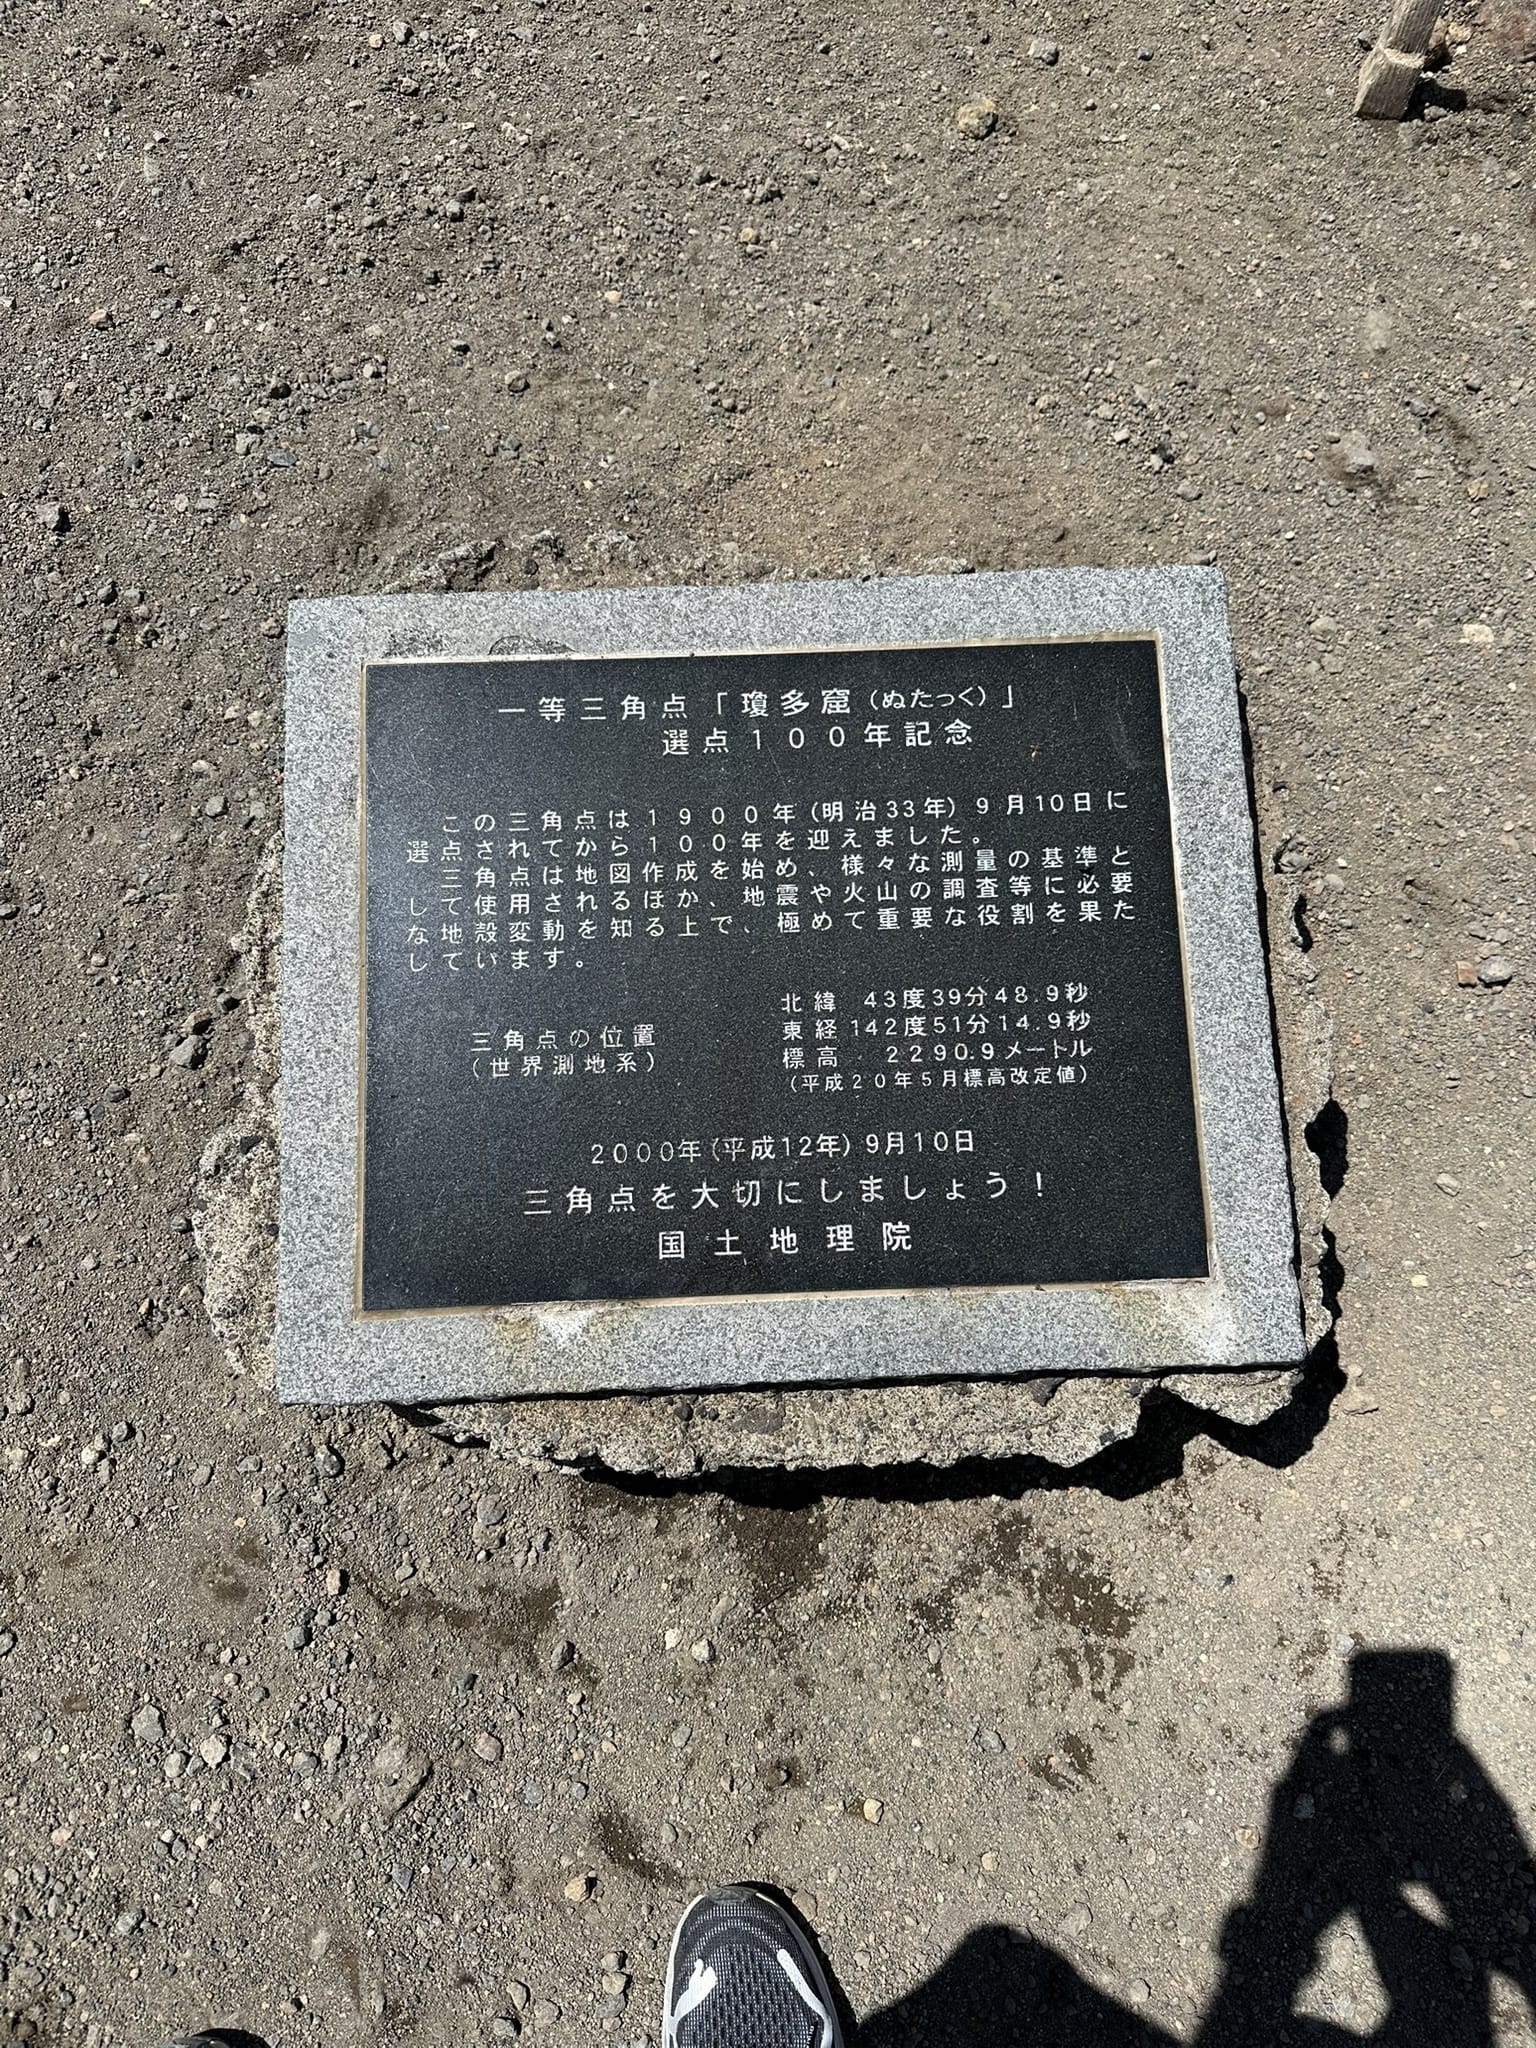 一等三角点「瓊多窟(ぬたっく)」
選点100年記念
この三角点は1900年(明治33年)9月10日に
選点されてから100年を迎えました。
三角点は地図作成を始め、様々な測量の基準と
して使用されるほか、地震や火山の調査等に必要
な地殻変動を知る上で、極めて重要な役割を果た
しています。
三角点の位置
(世界測地系)
北緯 43度39分48.9秒
東経 142度51分14.9秒
標高 2290.9メートル
(平成20年5月標高改定値)
2000年(平成12年)9月10日
三角点を大切にしましょう!
国土地理院